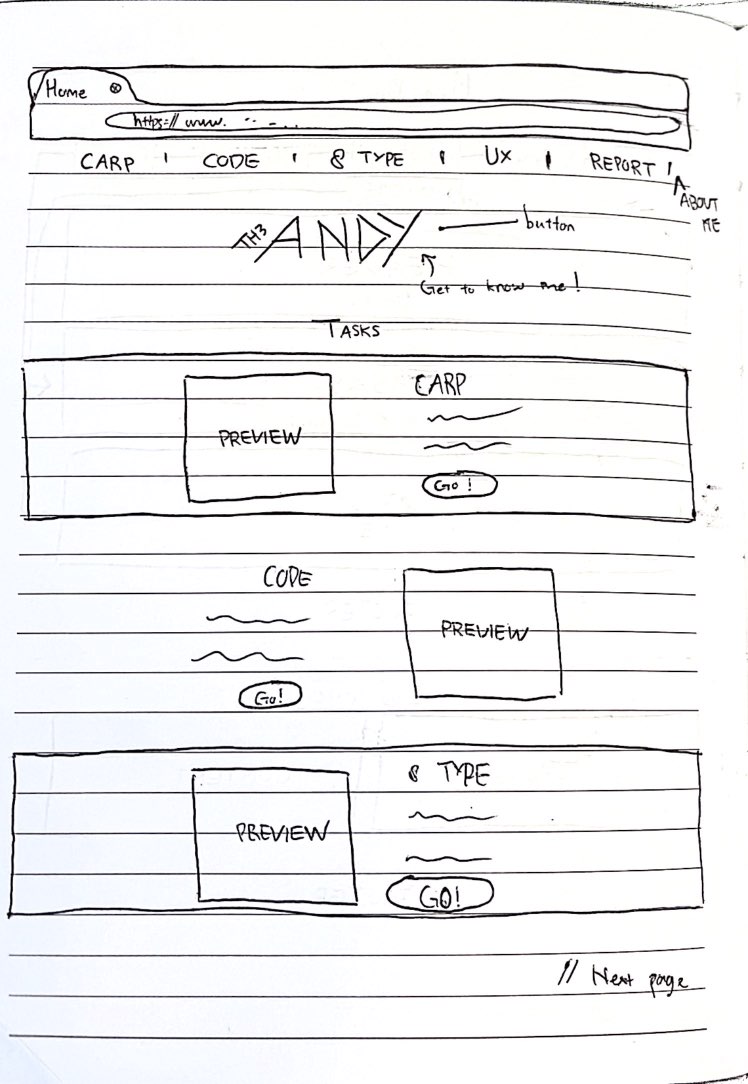 Home ⊗
https:// www. - - - - . .
CARP | CODE | & TYPE | UX | REPORT |
ABOUT
ME
TH3 ANDY
button
Get to know me!
TASKS
PREVIEW
CARP
Go!
CODE
PREVIEW
Go!
PREVIEW
& TYPE
GO!
// Next page